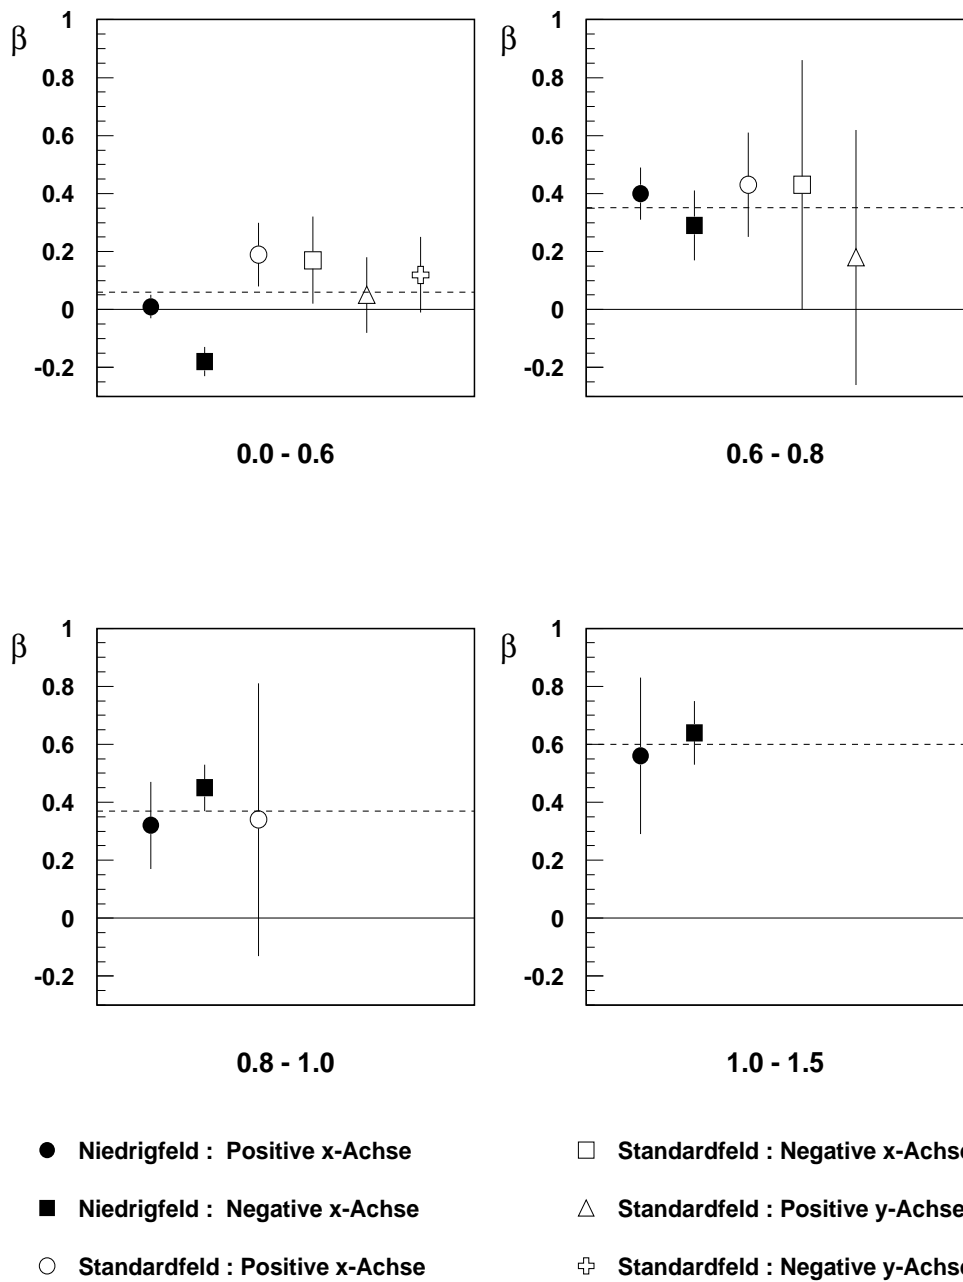 β
1
0.8
0.6
0.4
0.2
0
-0.2
0.0 - 0.6
β
1
0.8
0.6
0.4
0.2
0
-0.2
0.6 - 0.8
β
1
0.8
0.6
0.4
0.2
0
-0.2
0.8 - 1.0
β
1
0.8
0.6
0.4
0.2
0
-0.2
1.0 - 1.5
Niedrigfeld : Positive x-Achse
Niedrigfeld : Negative x-Achse
Standardfeld : Positive x-Achse
Standardfeld : Negative x-Achse
Standardfeld : Positive y-Achse
Standardfeld : Negative y-Achse